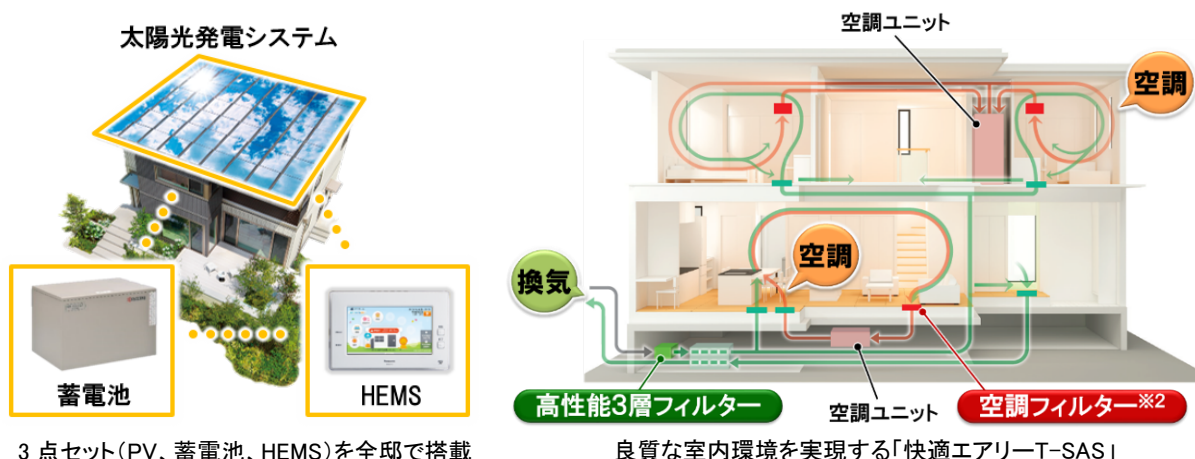 太陽光発電システム
蓄電池
HEMS
3点セット（PV、蓄電池、HEMS）を全邸で搭載
空調ユニット
空調
空調
換気
高性能3層フィルター
空調ユニット
空調フィルター※2
良質な室内環境を実現する「快適エアリーT-SAS」